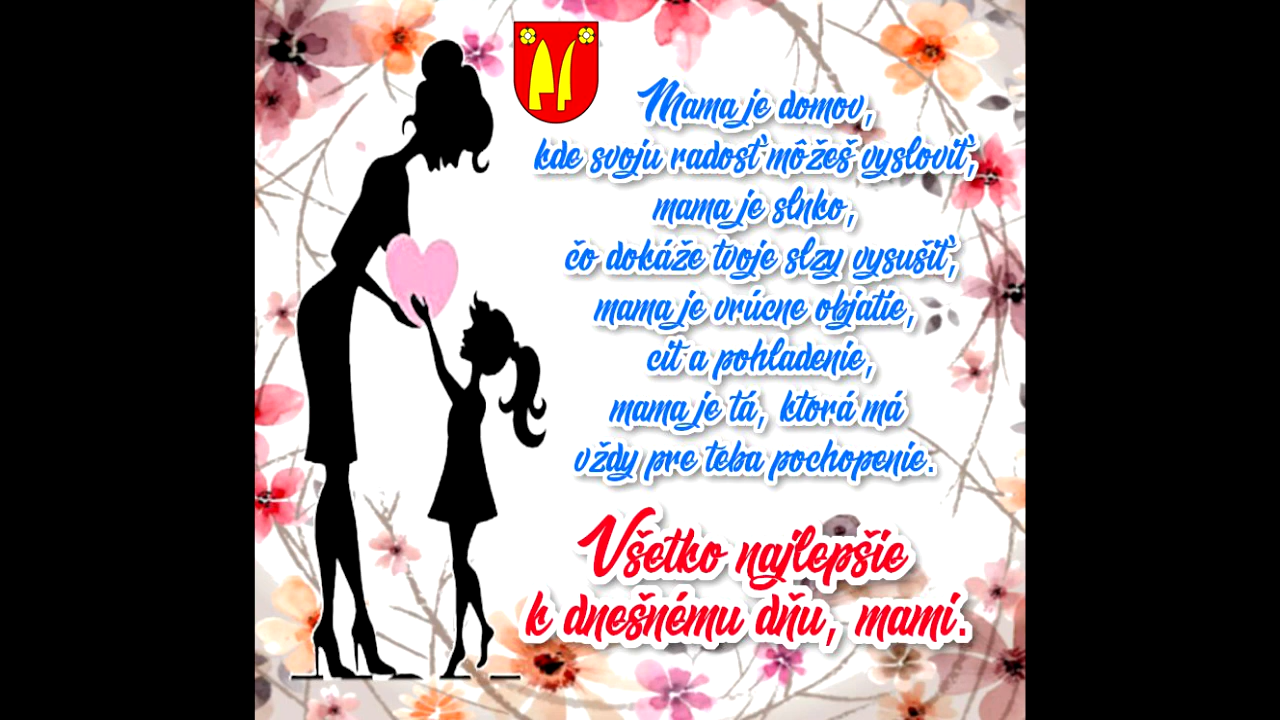 Mama je domov,
kde svoju radosť môžeš vysloviť,
mama je slnko,
čo dokáže tvoje slzy vysušiť,
mama je vrúcne objatie,
cit a pohladenie,
mama je tá, ktorá má
vždy pre teba pochopenie.
Všetko najlepšie
k dnešnému dňu, mami.